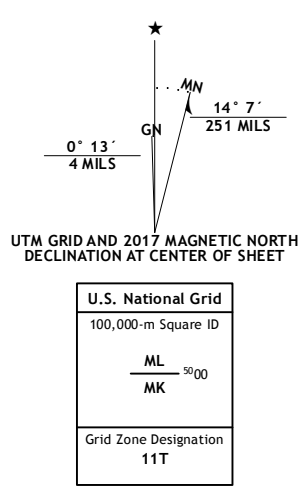 ★
MN
GN
14° 7´
251 MILS
0° 13´
4 MILS
UTM GRID AND 2017 MAGNETIC NORTH
DECLINATION AT CENTER OF SHEET
U.S. National Grid
100,000-m Square ID
ML
5000
MK
Grid Zone Designation
11T